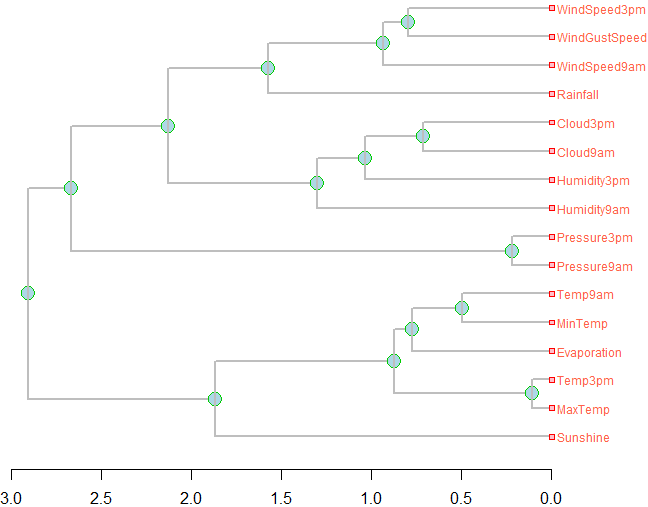 WindSpeed3pm
WindGustSpeed
WindSpeed9am
Rainfall
Cloud3pm
Cloud9am
Humidity3pm
Humidity9am
Pressure3pm
Pressure9am
Temp9am
MinTemp
Evaporation
Temp3pm
MaxTemp
Sunshine
3.0 2.5 2.0 1.5 1.0 0.5 0.0